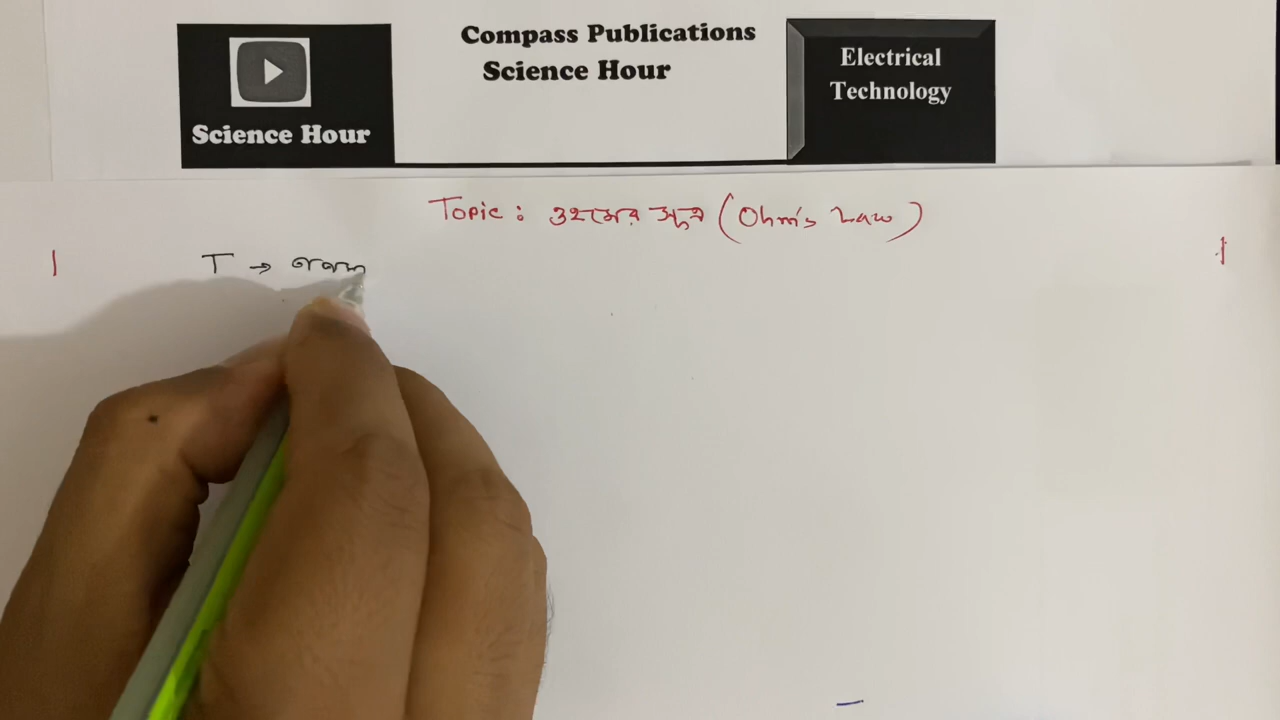 Science Hour
Compass Publications
Science Hour
Electrical
Technology
Topic : ওহমের সূত্র (Ohm's Law)
T →